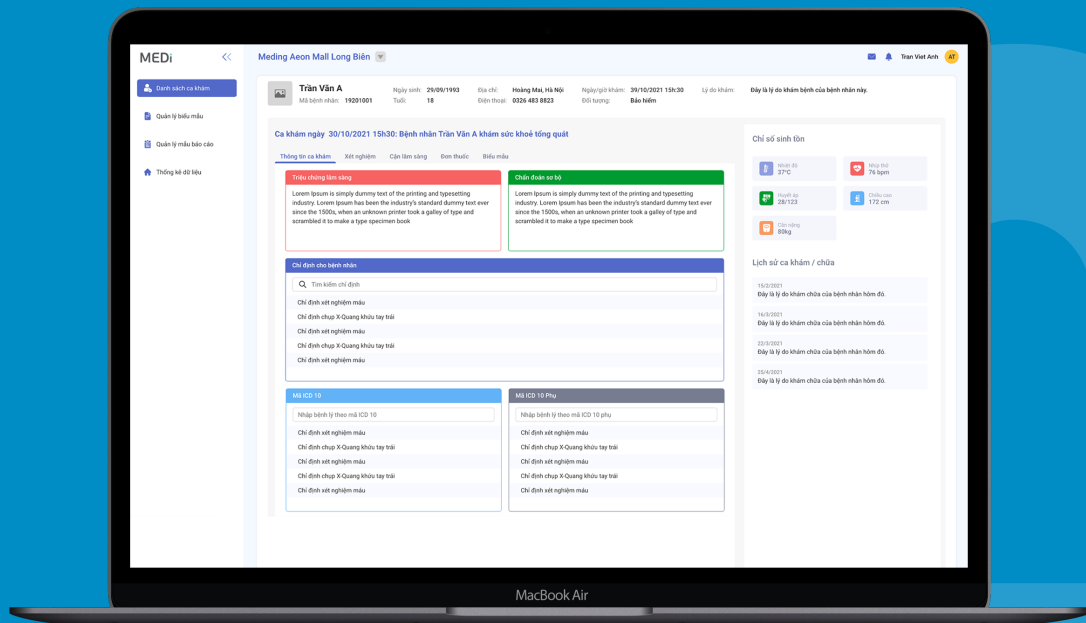 MEDi
Meding Aeon Mall Long Biên
Tran Viet Anh
AT
Danh sách ca khám
Quản lý biểu mẫu
Quản lý mẫu báo cáo
Thống kê dữ liệu
Trần Văn A
Mã bệnh nhân: 19201001
Ngày sinh: 29/09/1993
Tuổi: 18
Địa chỉ: Hoàng Mai, Hà Nội
Điện thoại: 0326 483 8823
Ngày/giờ khám: 39/10/2021 15h:30
Đối tượng: Bảo hiểm
Lý do khám: Đây là lý do khám bệnh của bệnh nhân này.
Ca khám ngày 30/10/2021 15h30: Bệnh nhân Trần Văn A khám sức khoẻ tổng quát
Thông tin ca khám Xét nghiệm Cận lâm sàng Đơn thuốc Biểu mẫu
Triệu chứng lâm sàng
Lorem Ipsum is simply dummy text of the printing and typesetting
industry. Lorem Ipsum has been the industry's standard dummy text ever
since the 1500s, when an unknown printer took a galley of type and
scrambled it to make a type specimen book
Chẩn đoán sơ bộ
Lorem Ipsum is simply dummy text of the printing and typesetting
industry. Lorem Ipsum has been the industry's standard dummy text ever
since the 1500s, when an unknown printer took a galley of type and
scrambled it to make a type specimen book
Chỉ định cho bệnh nhân
Tìm kiếm chỉ định
Chỉ định xét nghiệm máu
Chỉ định chụp X-Quang khửu tay trái
Chỉ định xét nghiệm máu
Chỉ định chụp X-Quang khửu tay trái
Chỉ định xét nghiệm máu
Mã ICD 10
Nhập bệnh lý theo mã ICD 10
Chỉ định xét nghiệm máu
Chỉ định chụp X-Quang khửu tay trái
Chỉ định xét nghiệm máu
Chỉ định chụp X-Quang khửu tay trái
Chỉ định xét nghiệm máu
Mã ICD 10 Phụ
Nhập bệnh lý theo mã ICD 10 phụ
Chỉ định xét nghiệm máu
Chỉ định chụp X-Quang khửu tay trái
Chỉ định xét nghiệm máu
Chỉ định chụp X-Quang khửu tay trái
Chỉ định xét nghiệm máu
Chỉ số sinh tồn
Nhiệt độ
37°C
Nhịp thở
76 bpm
Huyết áp
28/123
Chiều cao
172 cm
Cân nặng
89kg
Lịch sử ca khám / chữa
15/2/2021
Đây là lý do khám chữa của bệnh nhân hôm đó.
16/3/2021
Đây là lý do khám chữa của bệnh nhân hôm đó.
22/3/2021
Đây là lý do khám chữa của bệnh nhân hôm đó.
25/4/2021
Đây là lý do khám chữa của bệnh nhân hôm đó.
MacBook Air